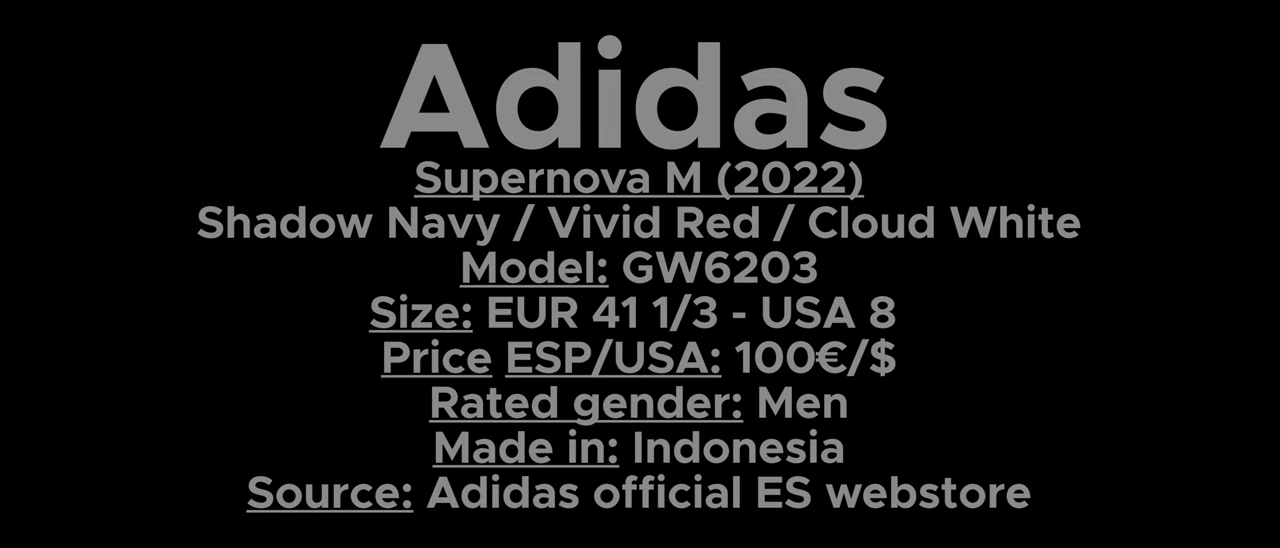 Adidas
Supernova M (2022)
Shadow Navy / Vivid Red / Cloud White
Model: GW6203
Size: EUR 41 1/3 - USA 8
Price ESP/USA: 100€/$
Rated gender: Men
Made in: Indonesia
Source: Adidas official ES webstore